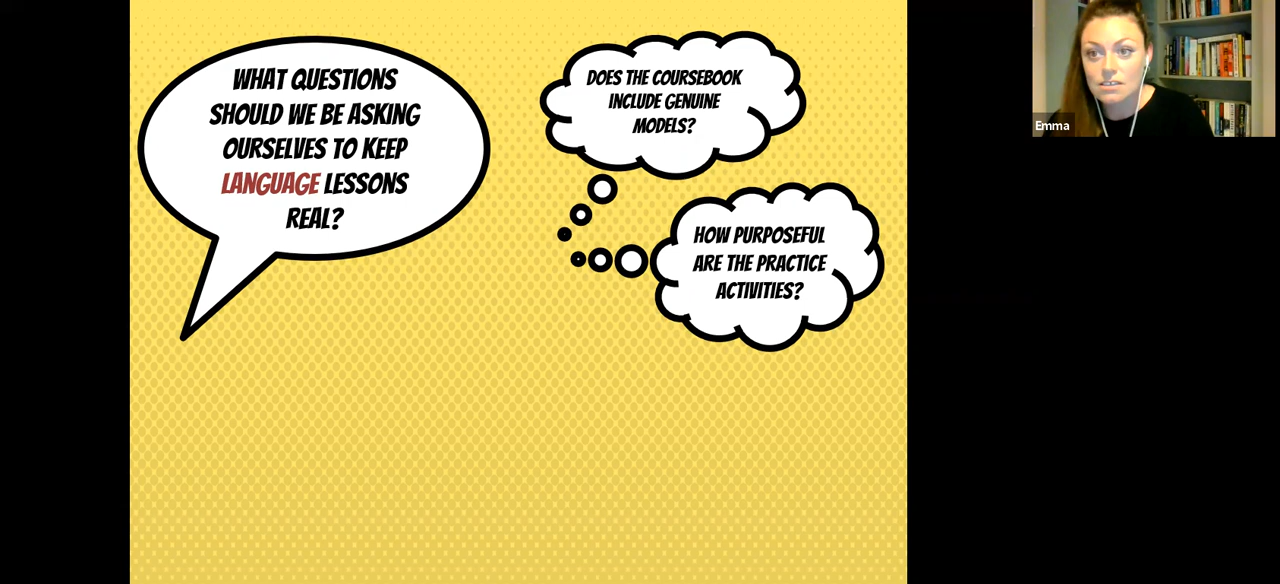 WHAT QUESTIONS
SHOULD WE BE ASKING
OURSELVES TO KEEP
LANGUAGE LESSONS
REAL?
DOES THE COURSEBOOK
INCLUDE GENUINE
MODELS?
HOW PURPOSEFUL
ARE THE PRACTICE
ACTIVITIES?
Emma